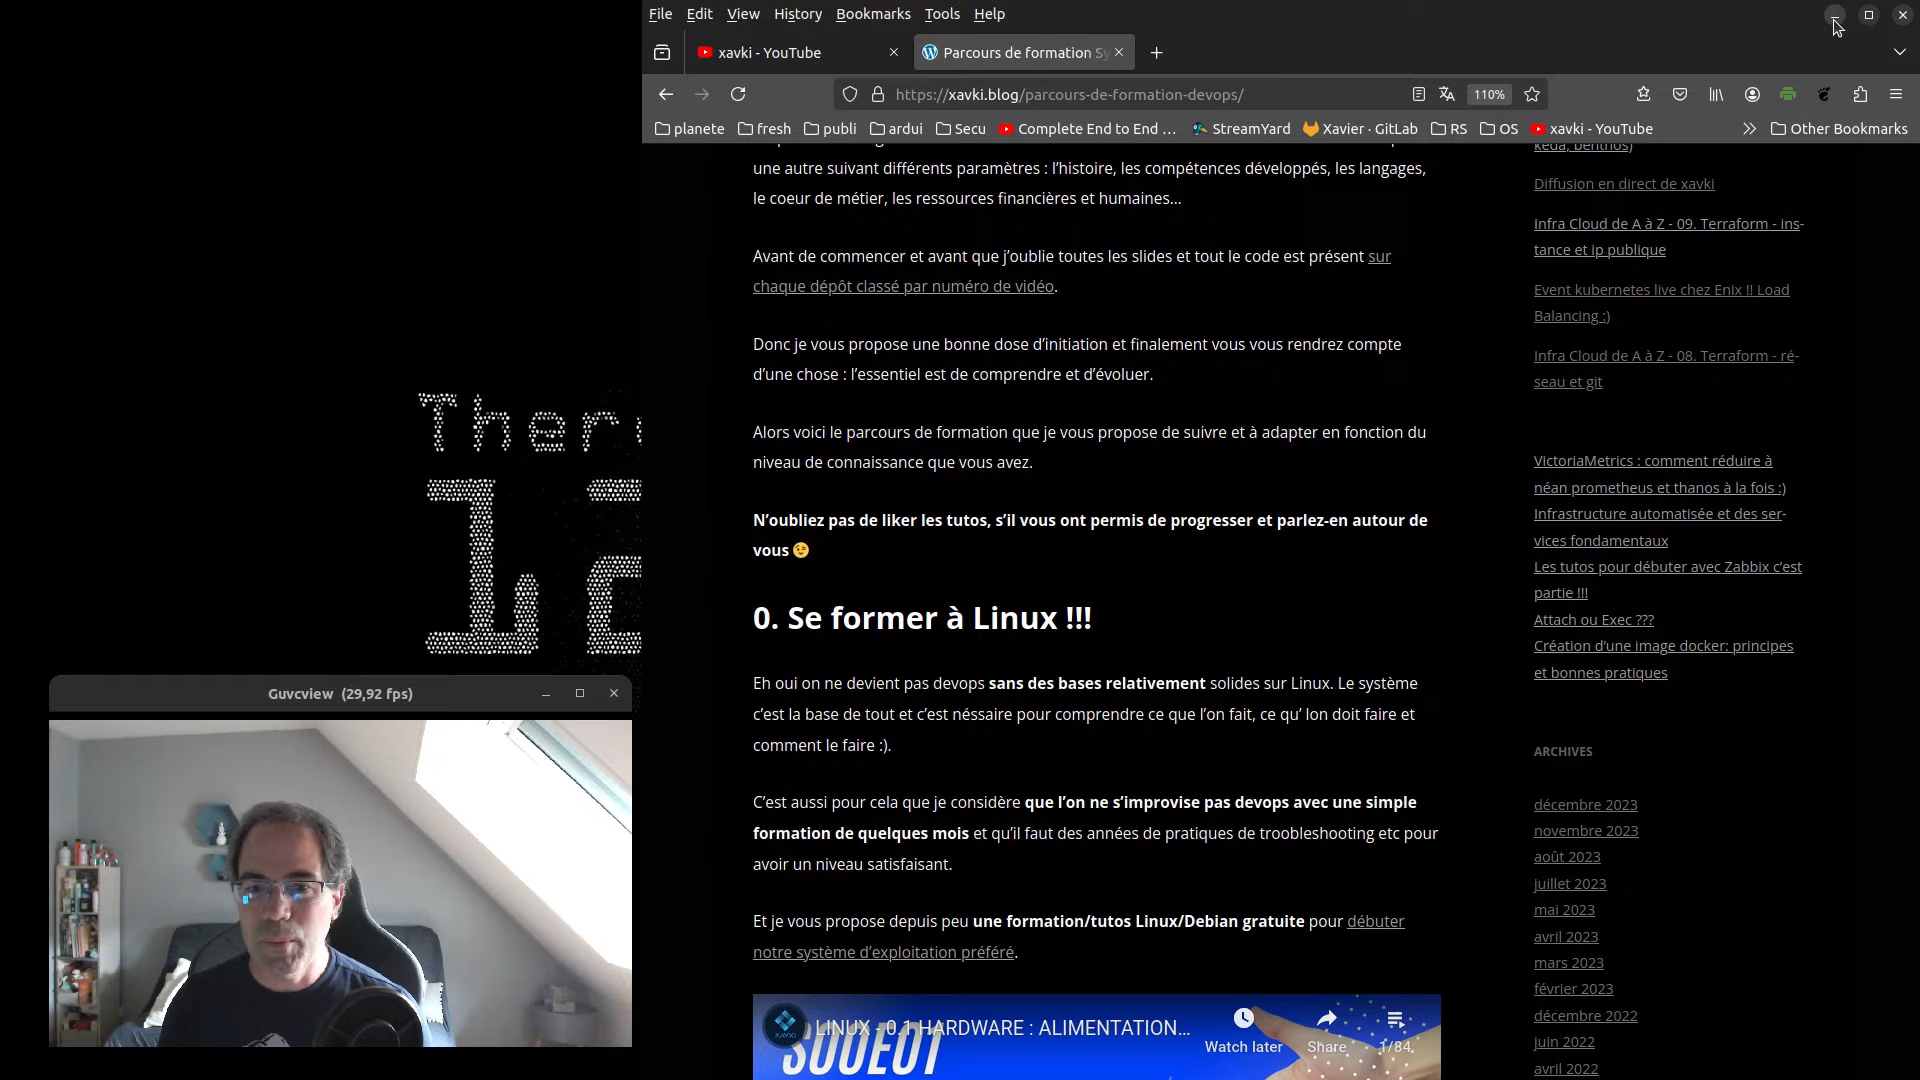 File Edit View History Bookmarks Tools Help
xavki - YouTube
Parcours de formation Sy
https://xavki.blog/parcours-de-formation-devops/
110%
planete
fresh
publi
ardui
Secu
Complete End to End ...
StreamYard
Xavier · GitLab
RS
OS
xavki - YouTube
Other Bookmarks
une autre suivant différents paramètres : l’histoire, les compétences développés, les langages,
le coeur de métier, les ressources financières et humaines…
Avant de commencer et avant que j’oublie toutes les slides et tout le code est présent sur
chaque dépôt classé par numéro de vidéo.
Donc je vous propose une bonne dose d’initiation et finalement vous vous rendrez compte
d’une chose : l’essentiel est de comprendre et d’évoluer.
Alors voici le parcours de formation que je vous propose de suivre et à adapter en fonction du
niveau de connaissance que vous avez.
N’oubliez pas de liker les tutos, s’il vous ont permis de progresser et parlez-en autour de
vous 😉
0. Se former à Linux !!!
Eh oui on ne devient pas devops sans des bases relativement solides sur Linux. Le système
c’est la base de tout et c’est néssaire pour comprendre ce que l’on fait, ce qu’ lon doit faire et
comment le faire :).
C’est aussi pour cela que je considère que l’on ne s’improvise pas devops avec une simple
formation de quelques mois et qu’il faut des années de pratiques de troobleshooting etc pour
avoir un niveau satisfaisant.
Et je vous propose depuis peu une formation/tutos Linux/Debian gratuite pour débuter
notre système d’exploitation préféré.
LINUX - 0.1 HARDWARE : ALIMENTATION...
Watch later
Share
1/84
XAVKI
keda, benthos)
Diffusion en direct de xavki
Infra Cloud de A à Z - 09. Terraform - ins-
tance et ip publique
Event kubernetes live chez Enix !! Load
Balancing :)
Infra Cloud de A à Z - 08. Terraform - ré-
seau et git
VictoriaMetrics : comment réduire à
néan prometheus et thanos à la fois :)
Infrastructure automatisée et des ser-
vices fondamentaux
Les tutos pour débuter avec Zabbix c’est
partie !!!
Attach ou Exec ???
Création d’une image docker: principes
et bonnes pratiques
ARCHIVES
décembre 2023
novembre 2023
août 2023
juillet 2023
mai 2023
avril 2023
mars 2023
février 2023
décembre 2022
juin 2022
avril 2022
Ther
Guvcview (29,92 fps)